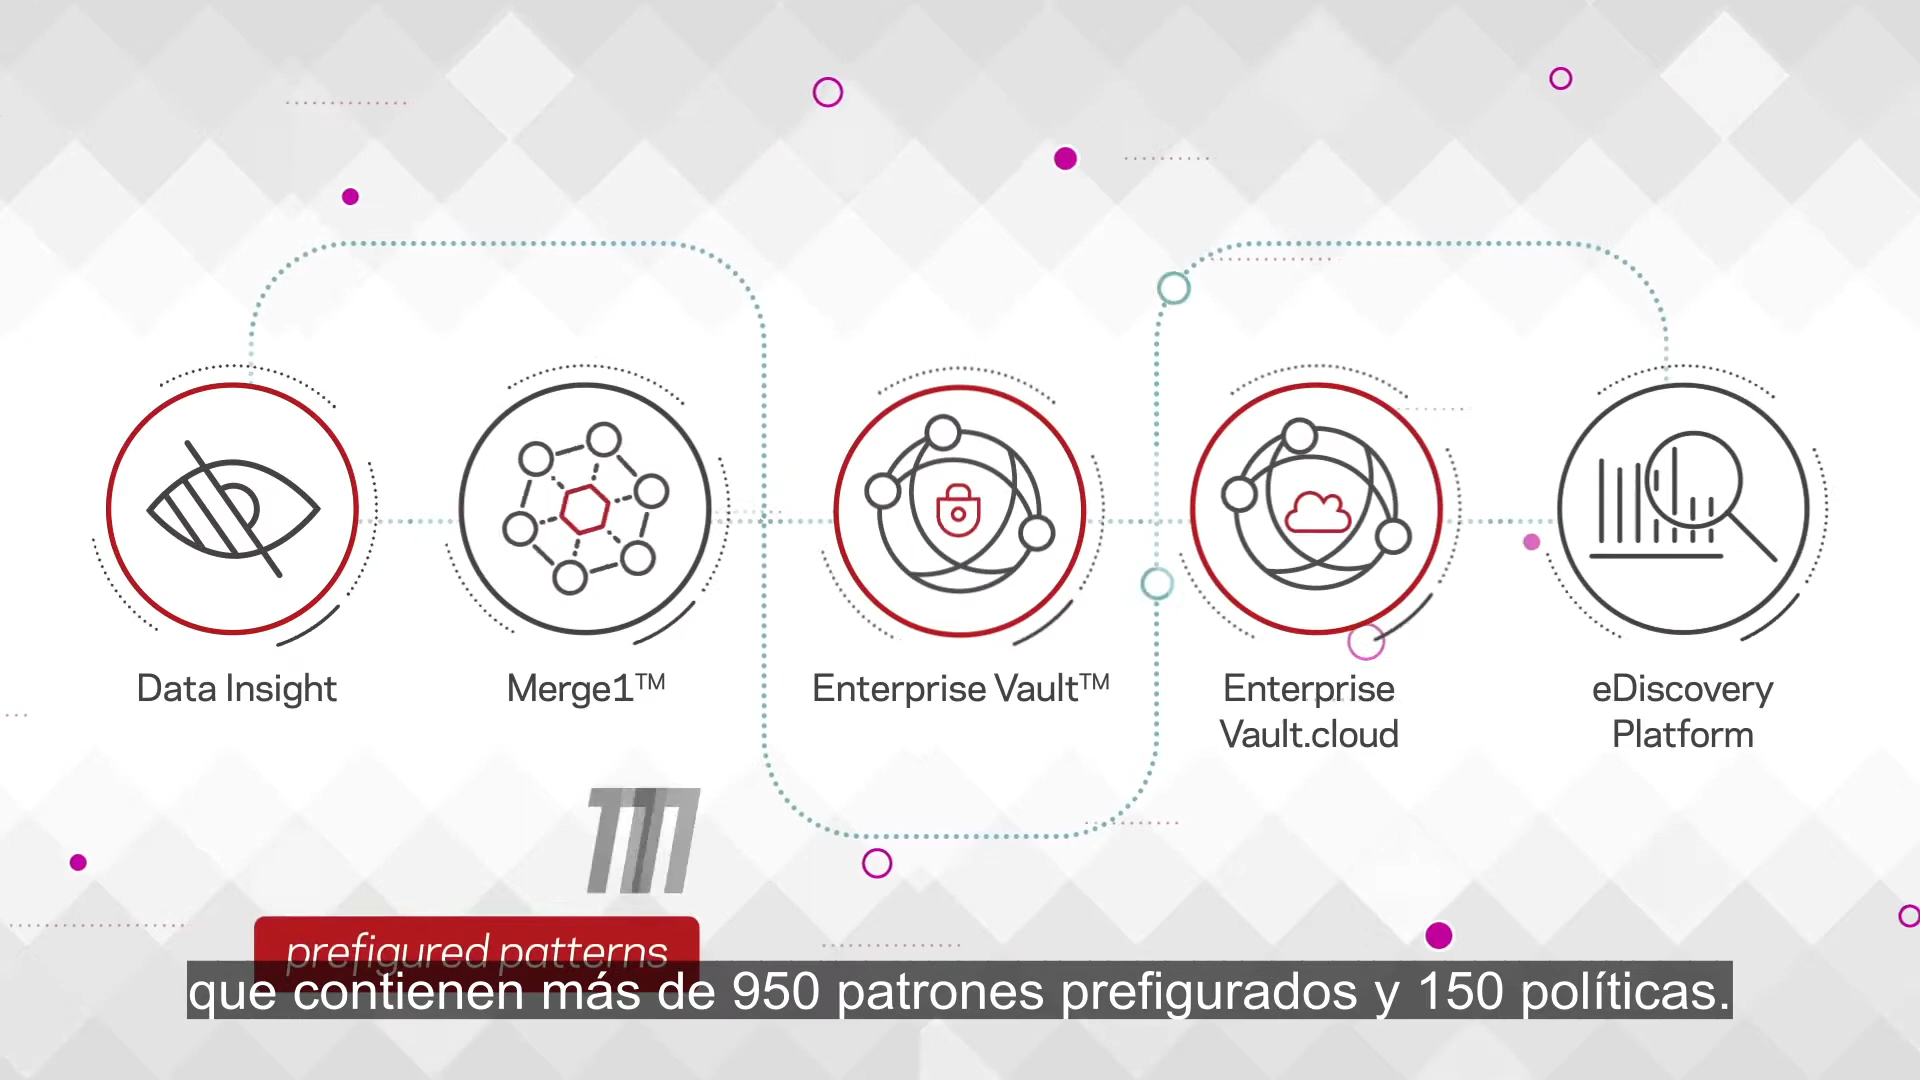 Data Insight
Merge1™
Enterprise Vault™
Enterprise
Vault.cloud
eDiscovery
Platform
prefigured patterns
que contienen más de 950 patrones prefigurados y 150 políticas.